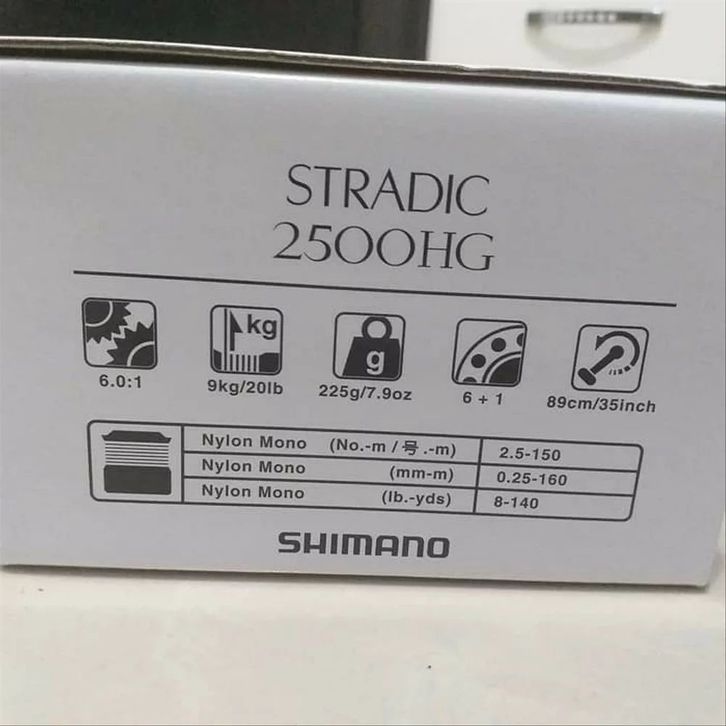 STRADIC
2500HG
kg
g
6.0:1
9kg/20lb
225g/7.9oz
6 + 1
89cm/35inch
Nylon Mono (No.-m / 号.-m) 2.5-150
Nylon Mono (mm-m) 0.25-160
Nylon Mono (lb.-yds) 8-140
SHIMANO